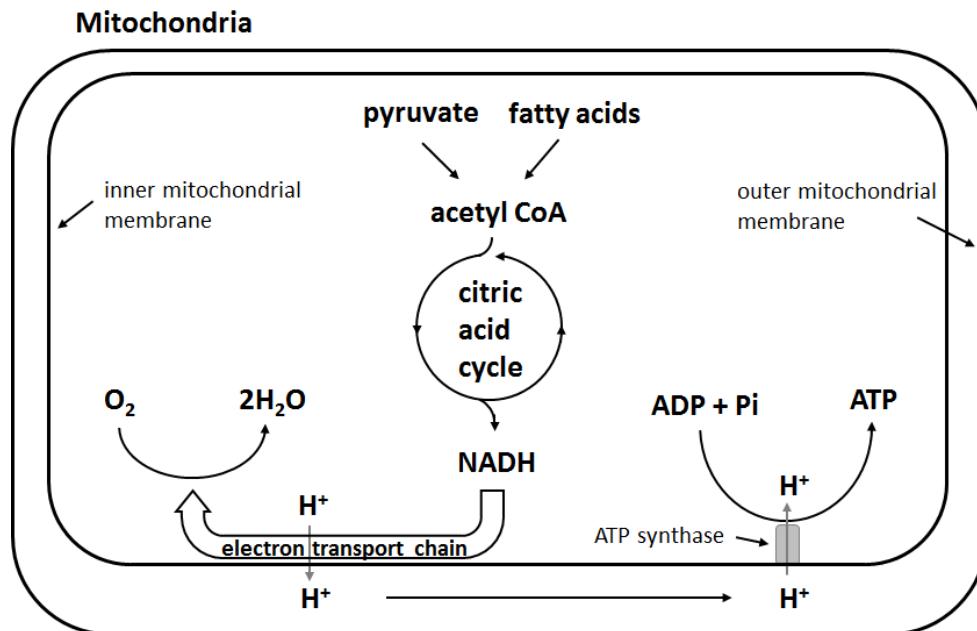 Mitochondria
pyruvate fatty acids
inner mitochondrial
membrane
outer mitochondrial
membrane
acetyl CoA
citric
acid
cycle
O₂ 2H₂O
ADP + Pi ATP
NADH
H⁺
H⁺
electron transport chain
ATP synthase
H⁺
H⁺